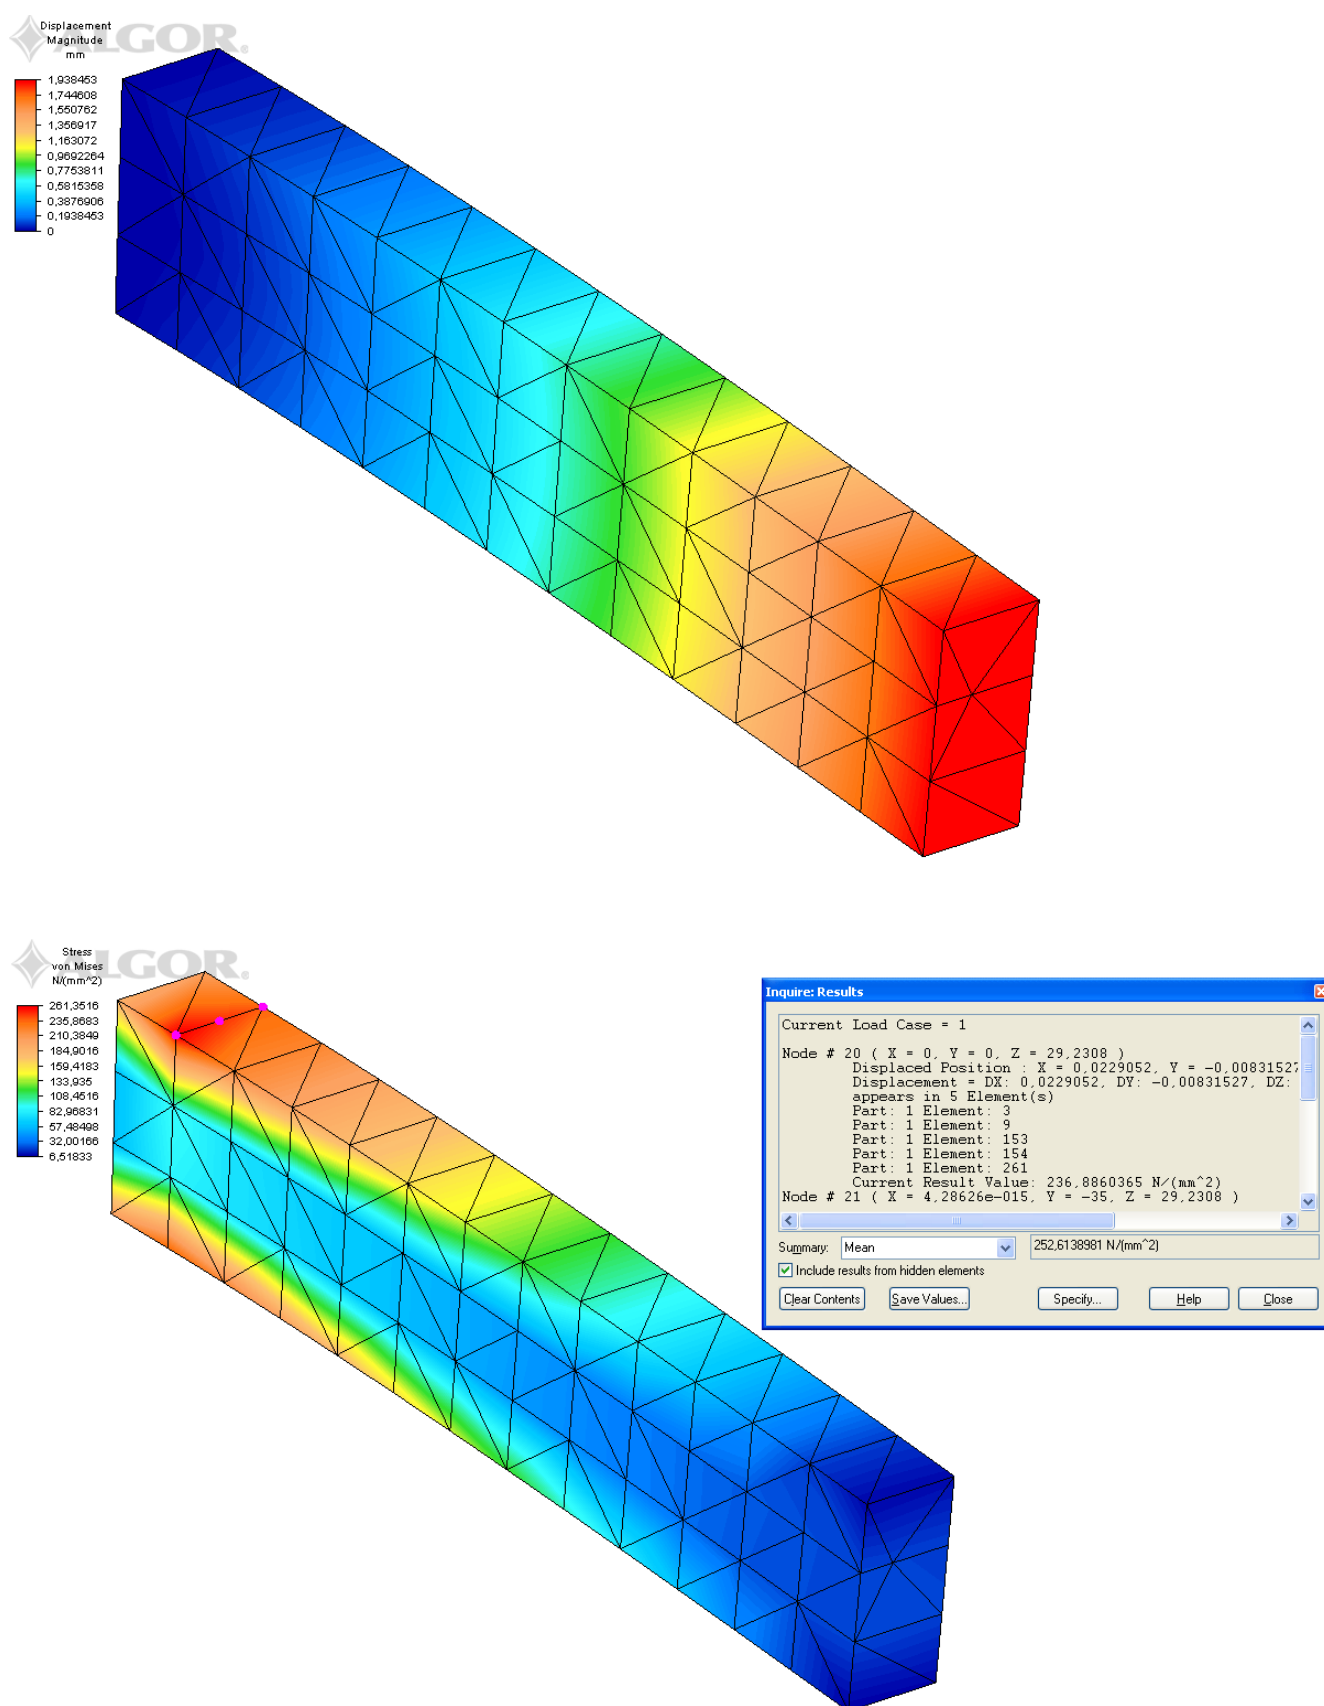 ALGOR®
Displacement
Magnitude
mm
1,938453
1,744608
1,550762
1,356917
1,163072
0,9692264
0,7753811
0,5815358
0,3876906
0,1938453
0
ALGOR®
Stress
von Mises
N/(mm^2)
261,3516
235,8683
210,3849
184,9016
159,4183
133,935
108,4516
82,96831
57,48498
32,00166
6,51833
Inquire: Results
Current Load Case = 1
Node # 20 ( X = 0, Y = 0, Z = 29,2308 )
Displaced Position : X = 0,0229052, Y = -0,00831527
Displacement = DX: 0,0229052, DY: -0,00831527, DZ:
appears in 5 Element(s)
Part: 1 Element: 3
Part: 1 Element: 9
Part: 1 Element: 153
Part: 1 Element: 154
Part: 1 Element: 261
Current Result Value: 236,8860365 N/(mm^2)
Node # 21 ( X = 4,28626e-015, Y = -35, Z = 29,2308 )
Summary: Mean 252,6138981 N/(mm^2)
Include results from hidden elements
Clear Contents Save Values... Specify... Help Close